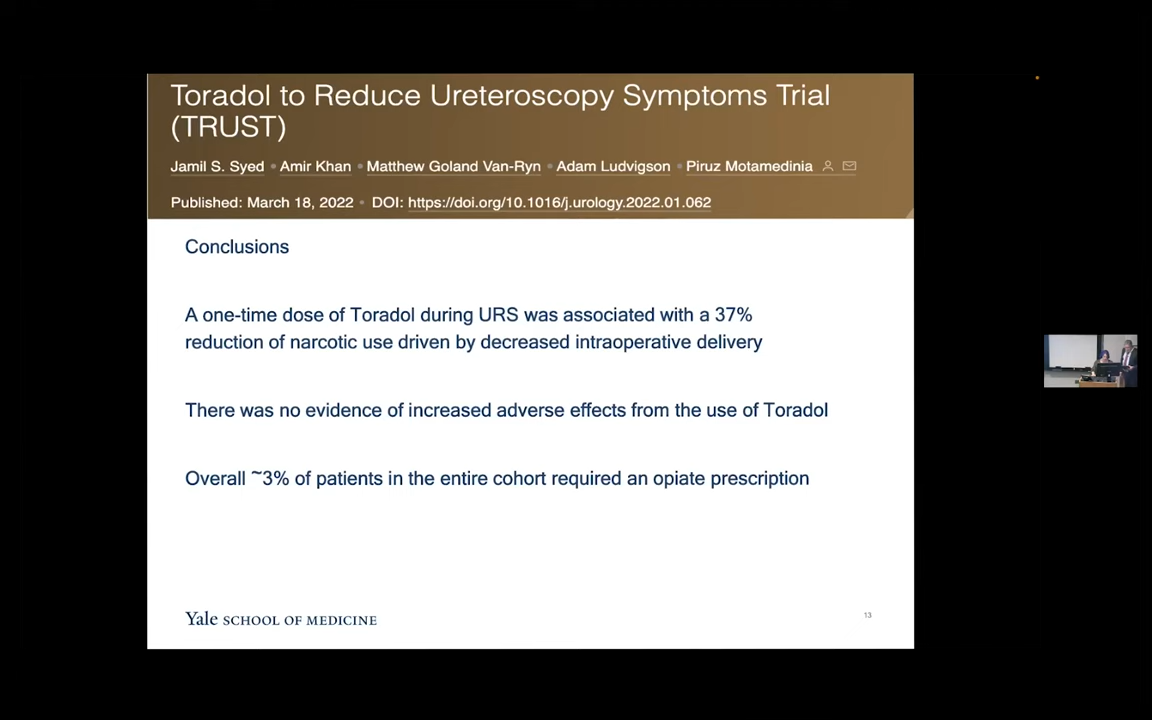 Toradol to Reduce Ureteroscopy Symptoms Trial
(TRUST)
Jamil S. Syed • Amir Khan • Matthew Goland Van-Ryn • Adam Ludvigson • Piruz Motamedinia
Published: March 18, 2022 • DOI: https://doi.org/10.1016/j.urology.2022.01.062
Conclusions
A one-time dose of Toradol during URS was associated with a 37%
reduction of narcotic use driven by decreased intraoperative delivery
There was no evidence of increased adverse effects from the use of Toradol
Overall ~3% of patients in the entire cohort required an opiate prescription
Yale SCHOOL OF MEDICINE
13